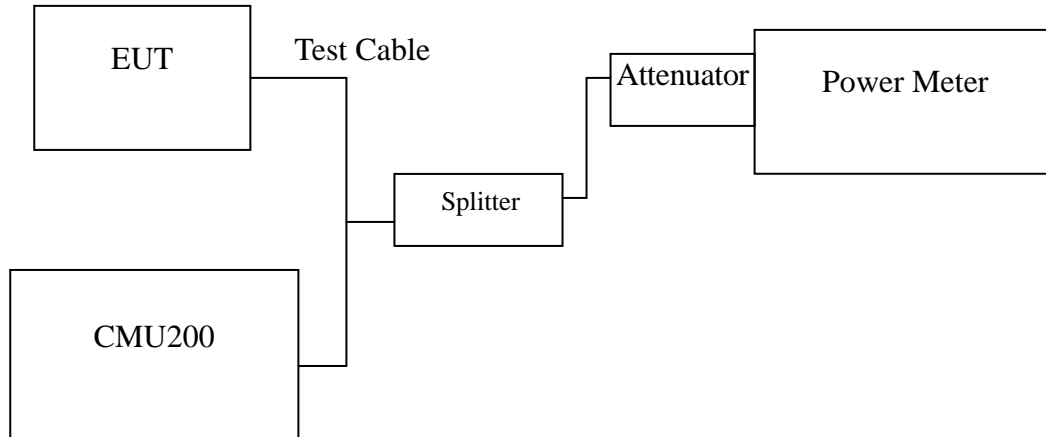 EUT
Test Cable
Attenuator
Power Meter
Splitter
CMU200